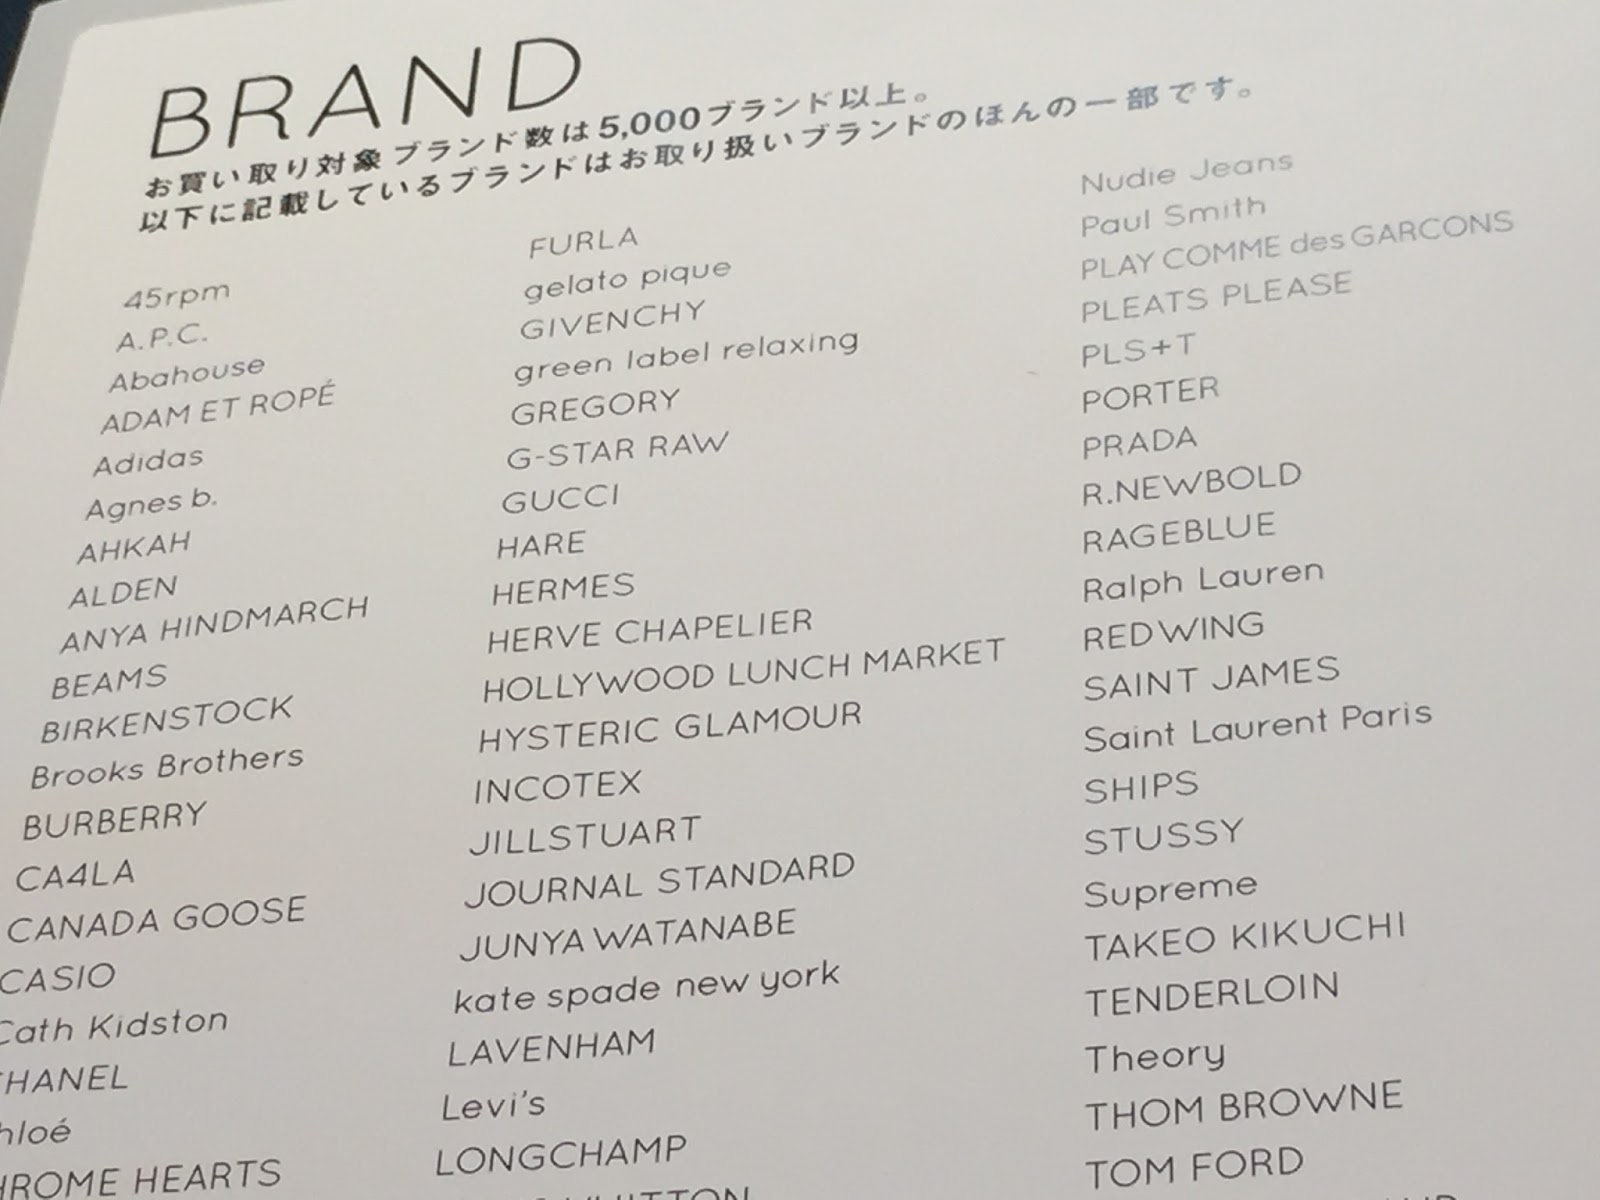 BRAND
お買い取り対象ブランド数は5,000ブランド以上。
以下に記載しているブランドはお取り扱いブランドのほんの一部です。
45rpm
A.P.C.
Abahouse
ADAM ET ROPÉ
Adidas
Agnes b.
AHKAH
ALDEN
ANYA HINDMARCH
BEAMS
BIRKENSTOCK
Brooks Brothers
BURBERRY
CA4LA
CANADA GOOSE
CASIO
Cath Kidston
CHANEL
hloé
HROME HEARTS
FURLA
gelato pique
GIVENCHY
green label relaxing
GREGORY
G-STAR RAW
GUCCI
HARE
HERMES
HERVE CHAPELIER
HOLLYWOOD LUNCH MARKET
HYSTERIC GLAMOUR
INCOTEX
JILLSTUART
JOURNAL STANDARD
JUNYA WATANABE
kate spade new york
LAVENHAM
Levi's
LONGCHAMP
Nudie Jeans
Paul Smith
PLAY COMME des GARCONS
PLEATS PLEASE
PLS+T
PORTER
PRADA
R.NEWBOLD
RAGEBLUE
Ralph Lauren
REDWING
SAINT JAMES
Saint Laurent Paris
SHIPS
STUSSY
Supreme
TAKEO KIKUCHI
TENDERLOIN
Theory
THOM BROWNE
TOM FORD